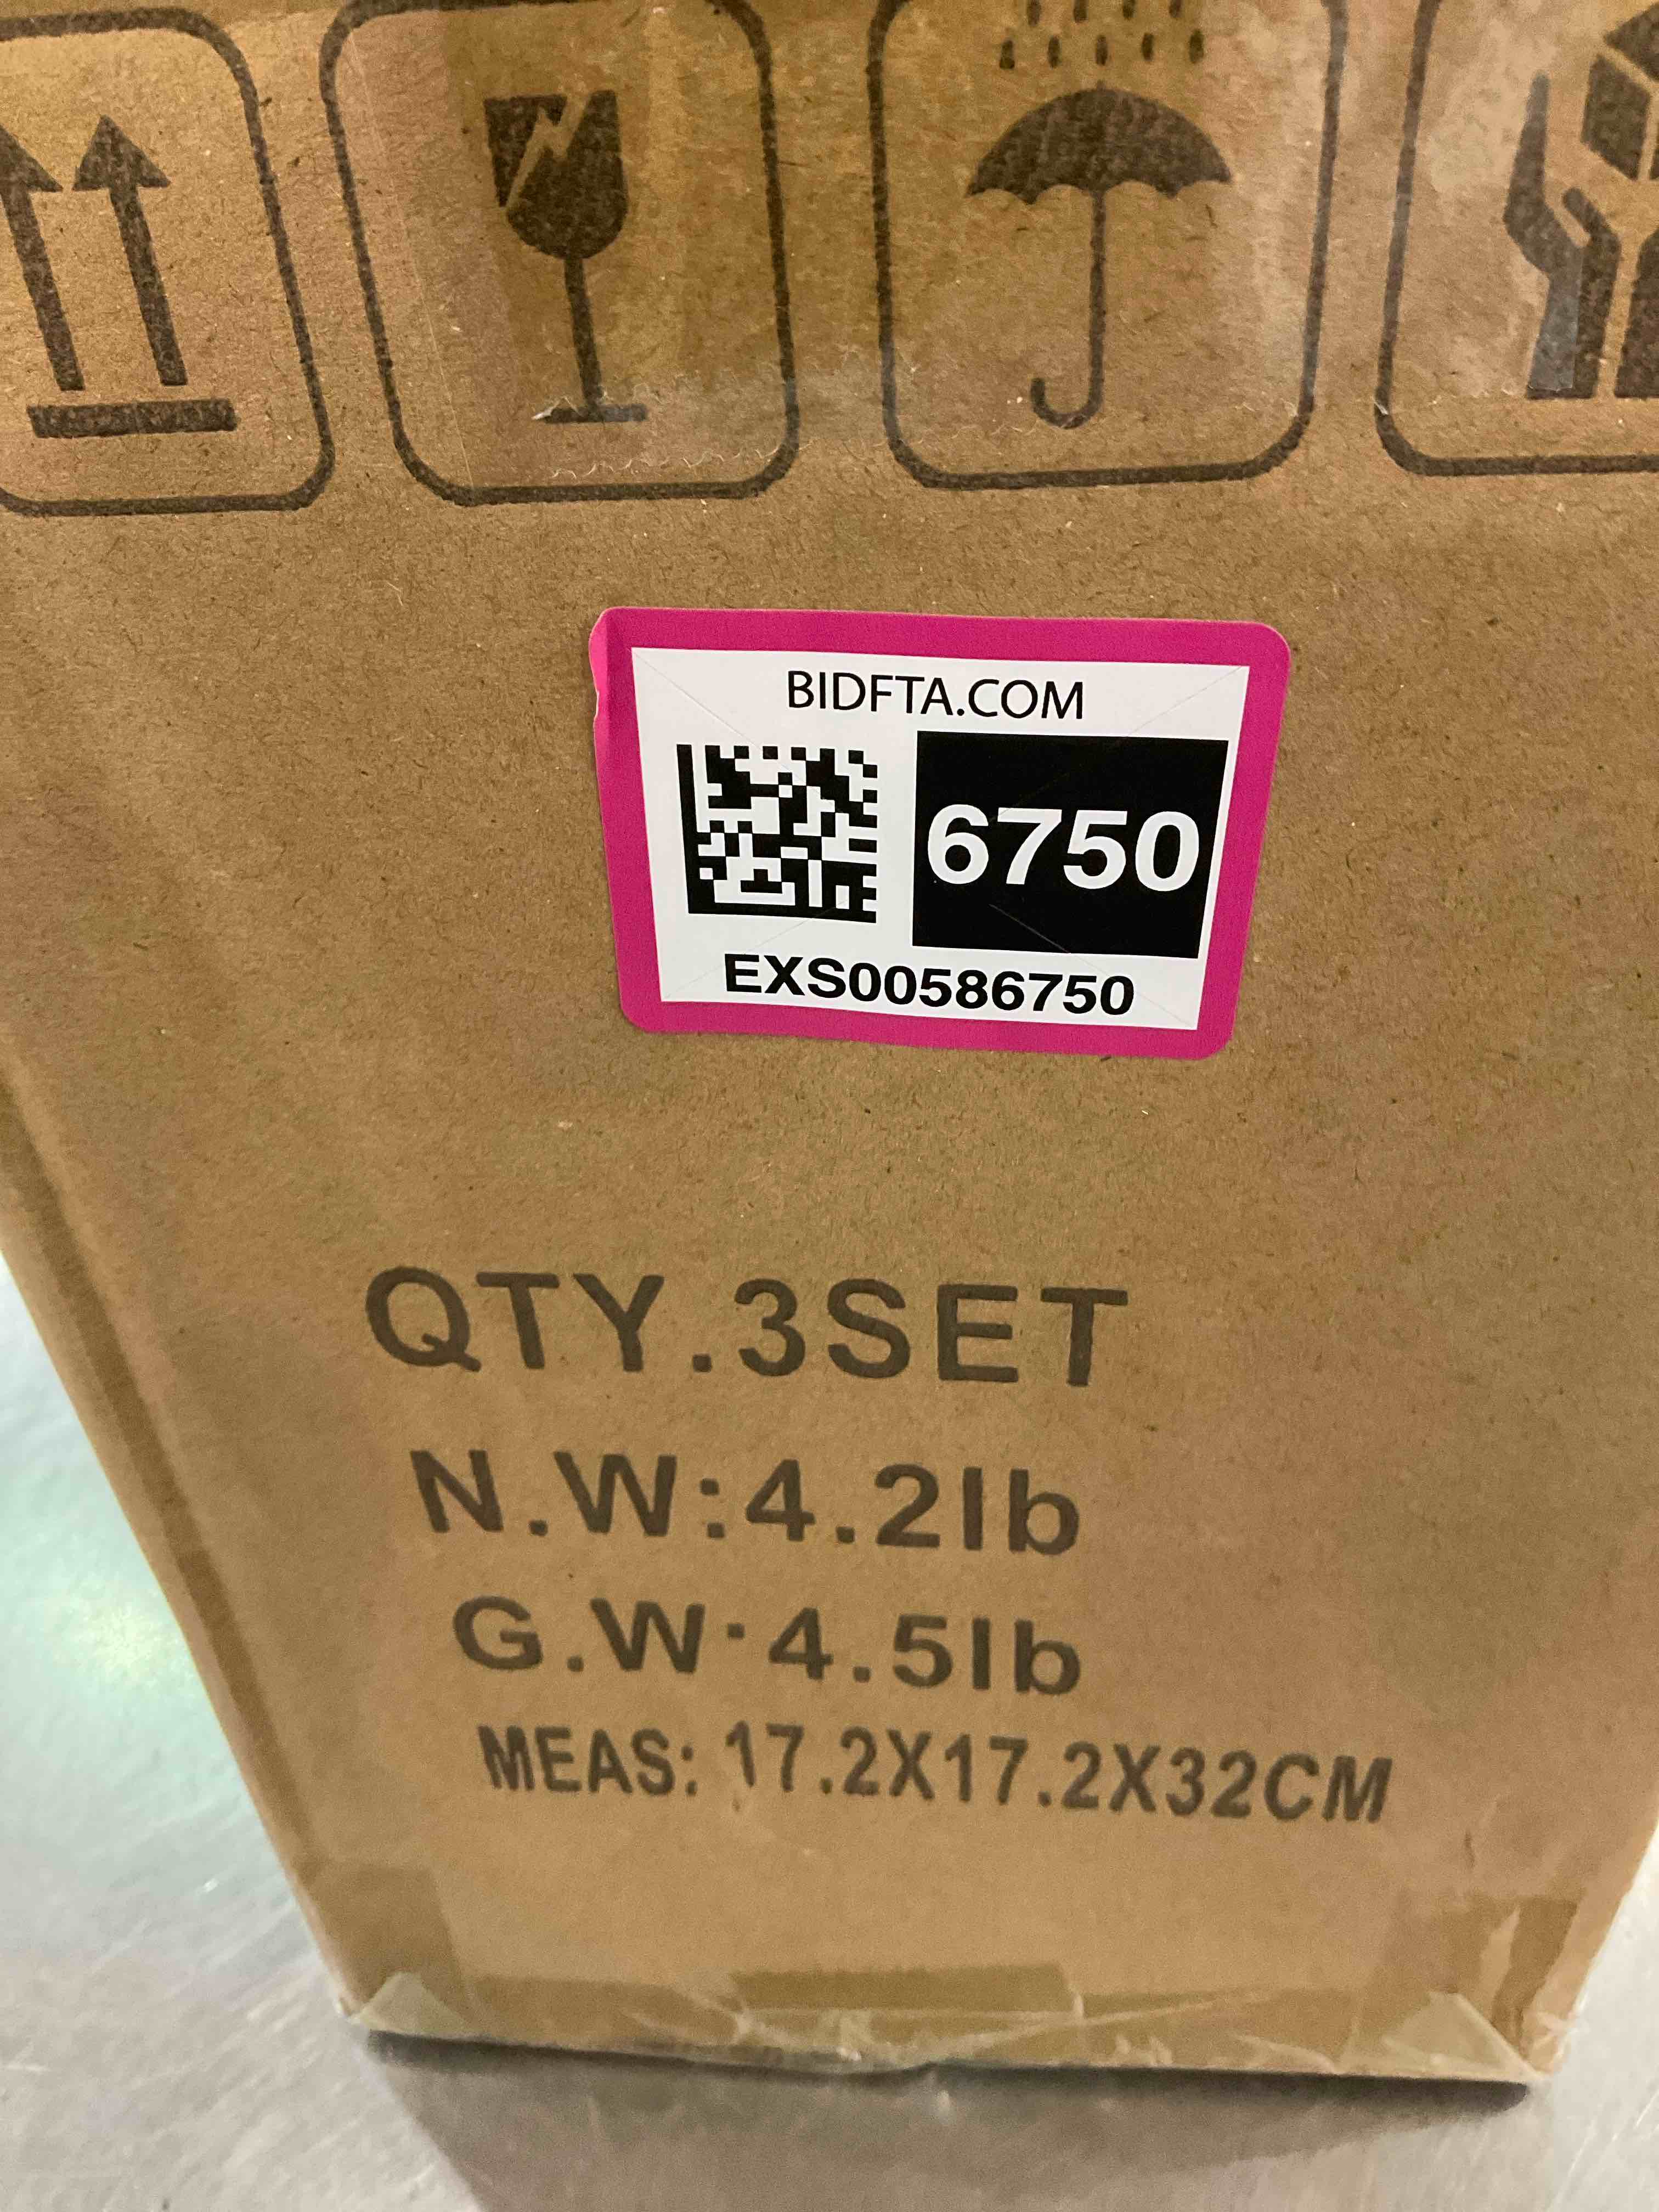 BIDFTA.COM
6750
EXS00586750
QTY.3SET
N.W:4.2lb
G.W:4.5lb
MEAS: 17.2X17.2X32CM